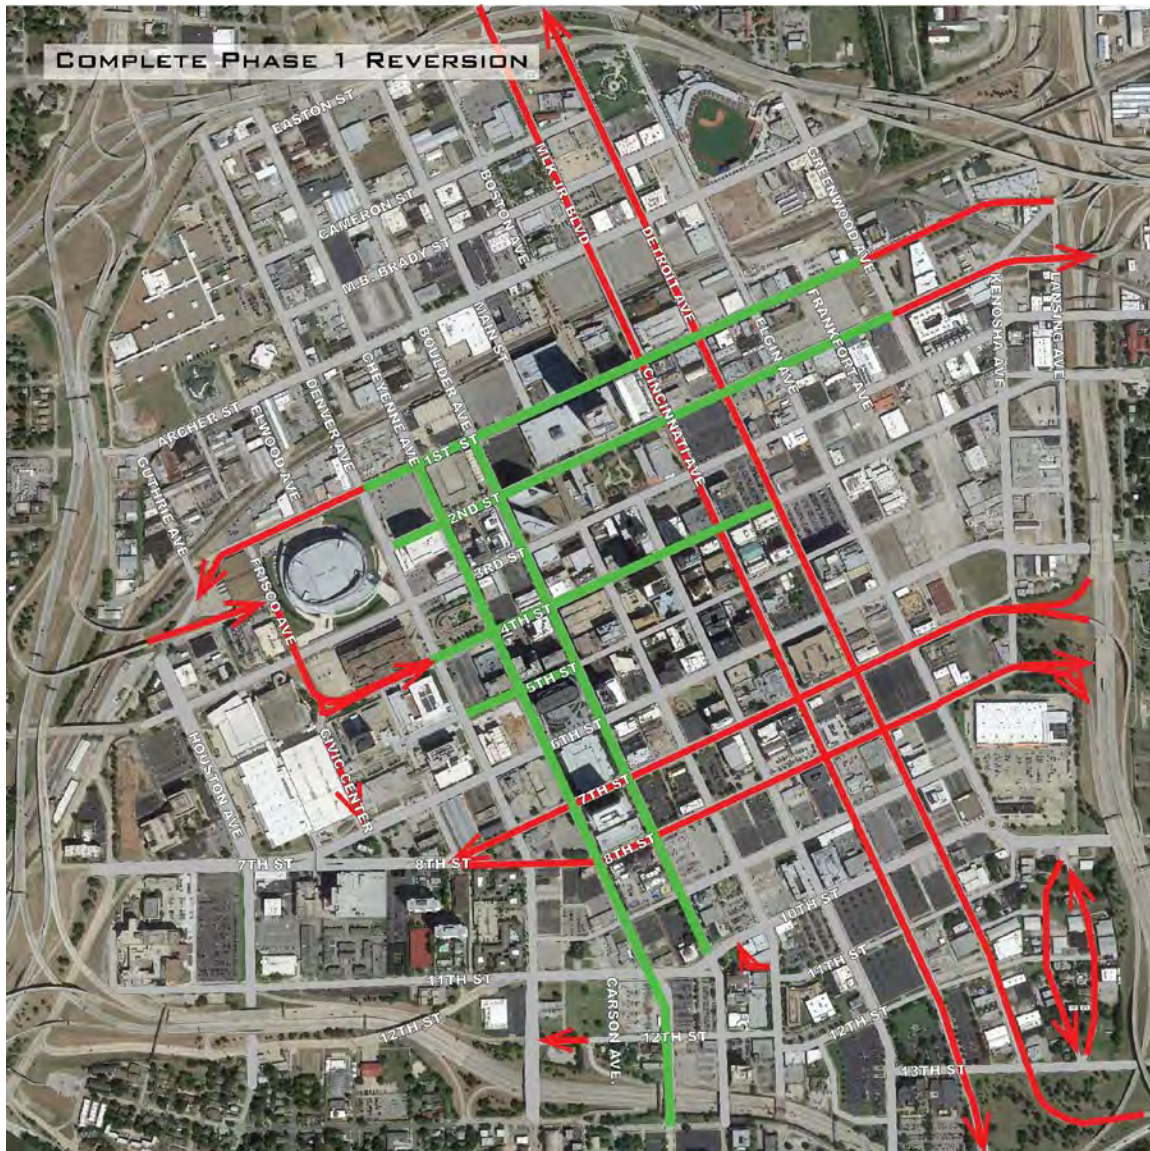 COMPLETE PHASE 1 REVERSION
EASTON ST
CAMERON ST
M.B. BRADY ST
BOSTON AVE
MLK JR. BLVD
DETROIT AVE
GREENWOOD AVE
MAIN ST
BOULDER AVE
CHEYENNE AVE
DENVER AVE
ELWOOD AVE
ARCHER ST
GUTHRIE AVE
FRANKFORT AVE
ELGIN AVE
KENOSHA AVE
LANSING AVE
CINCINNATI AVE
1ST ST
2ND ST
3RD ST
4TH ST
5TH ST
6TH ST
7TH ST
8TH ST
FRISCO AVE
CIVIC CENTER
HOUSTON AVE
7TH ST
8TH ST
10TH ST
11TH ST
11TH ST
CARSON AVE.
12TH ST
12TH ST
12TH ST
13TH ST